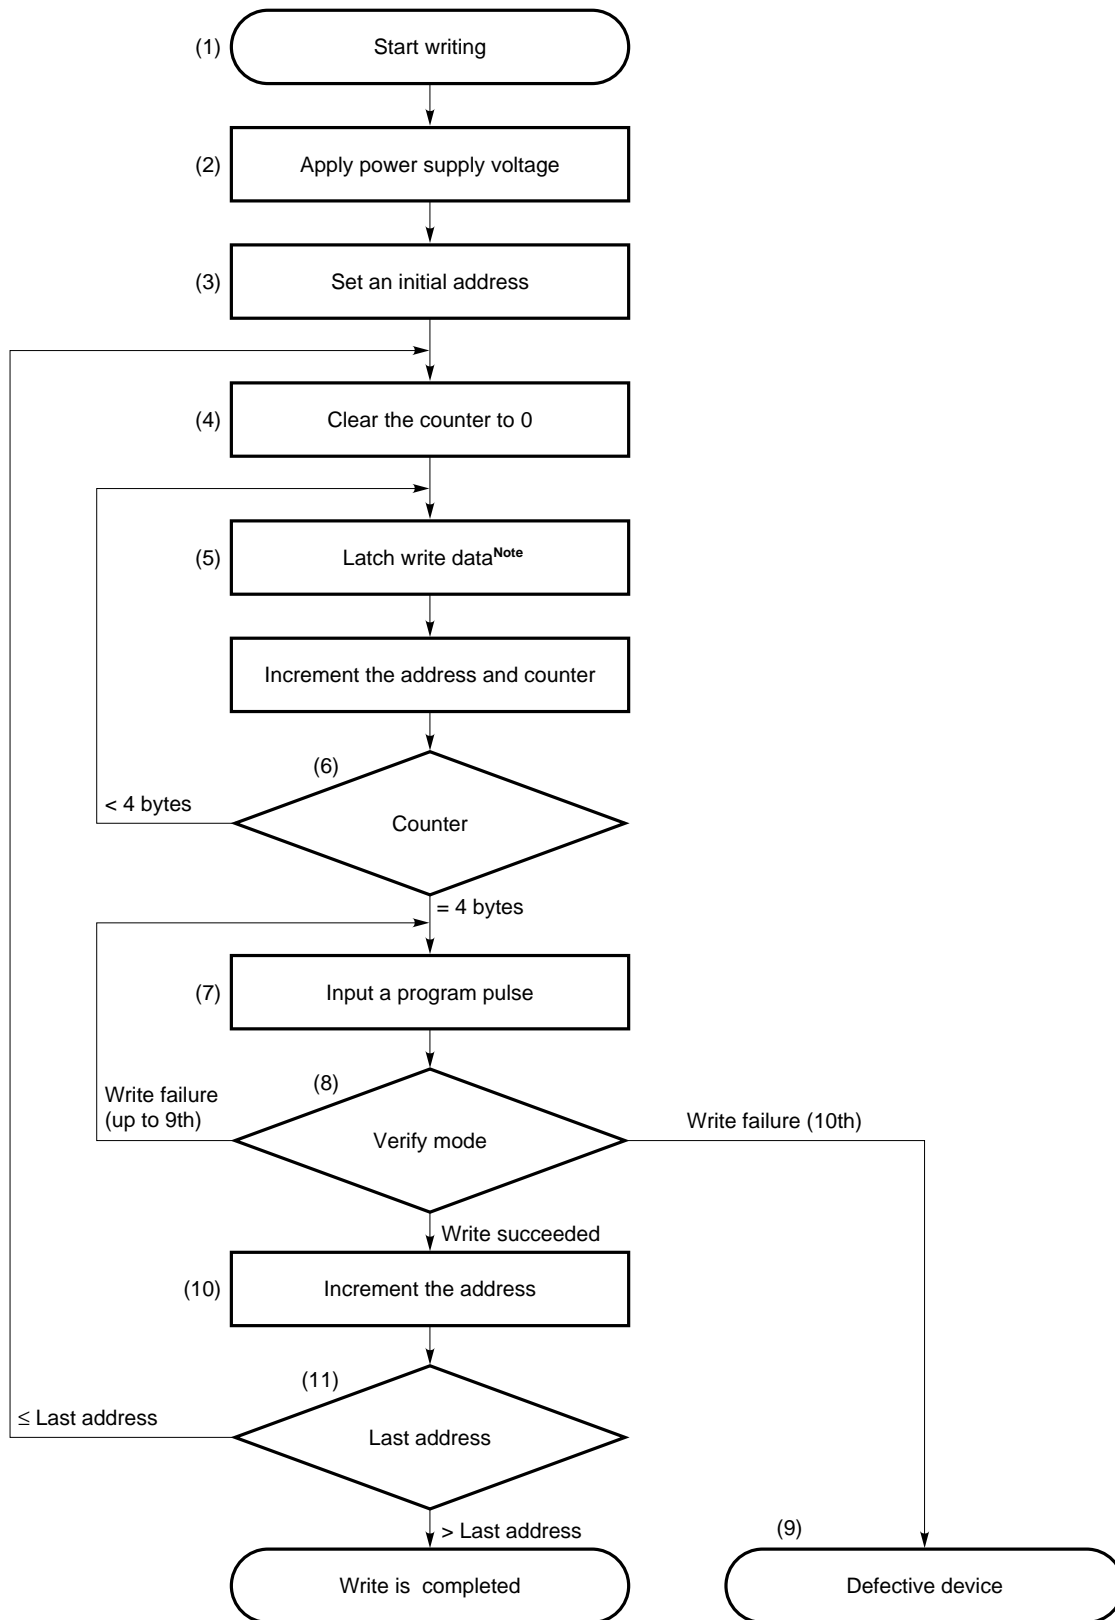 (1) Start writing
(2) Apply power supply voltage
(3) Set an initial address
(4) Clear the counter to 0
(5) Latch write dataNote
Increment the address and counter
(6)
< 4 bytes
Counter
= 4 bytes
(7) Input a program pulse
(8)
Write failure
(up to 9th)
Verify mode
Write failure (10th)
Write succeeded
(10) Increment the address
(11)
≤ Last address
Last address
> Last address
(9)
Write is  completed
Defective device